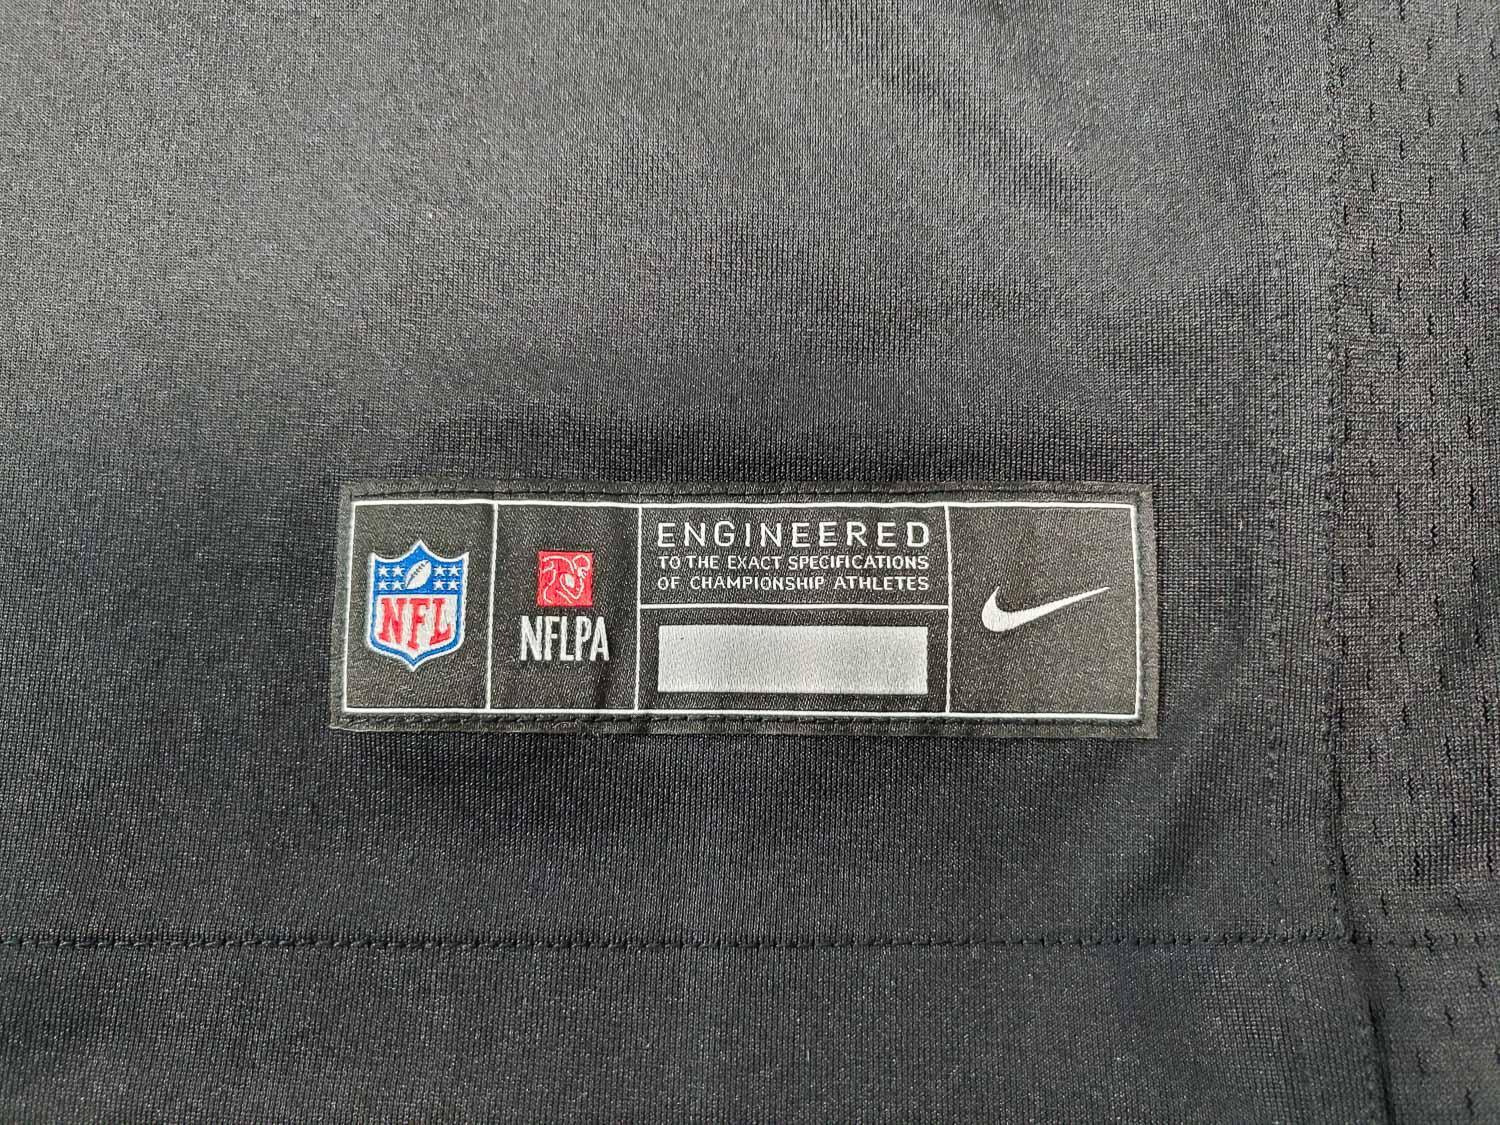 NFL
NFLPA
ENGINEERED
TO THE EXACT SPECIFICATIONS
OF CHAMPIONSHIP ATHLETES